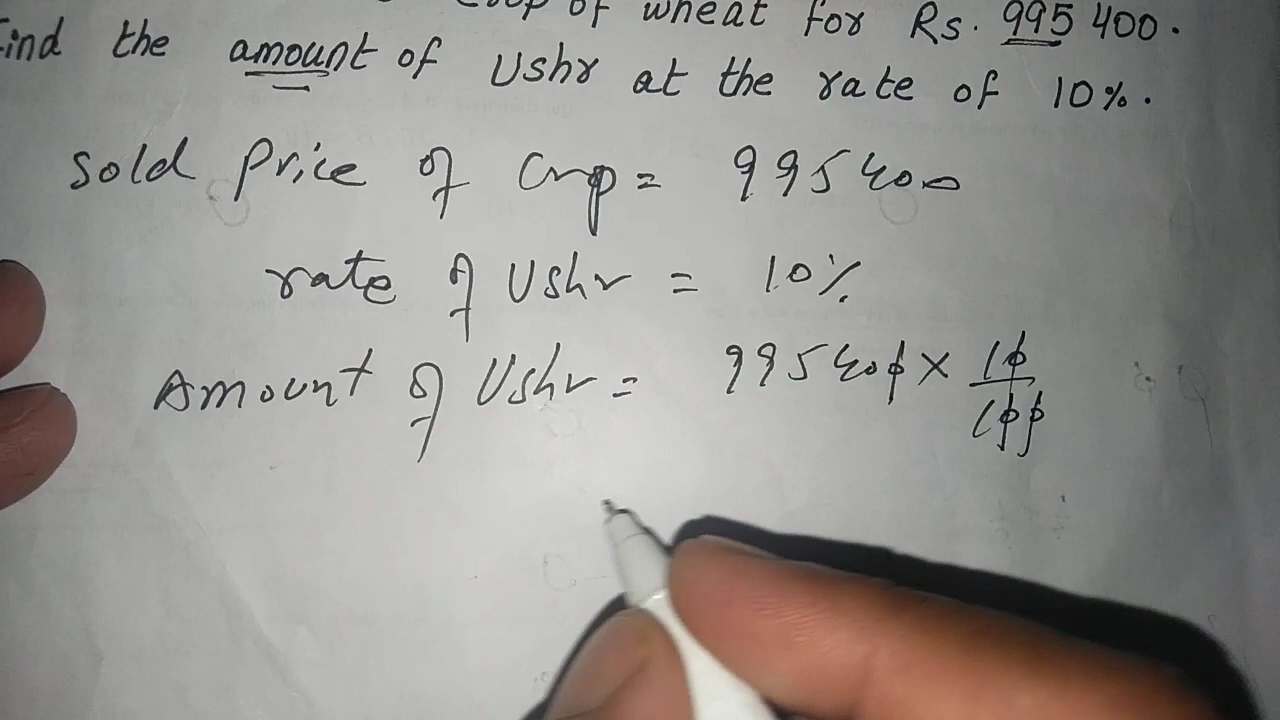 crop of wheat for Rs. 995400.
Find the amount of Ushr at the rate of 10%.
Sold price of Crop = 995400
rate of Ushr = 10%
Amount of Ushr = 995400 × 10/100